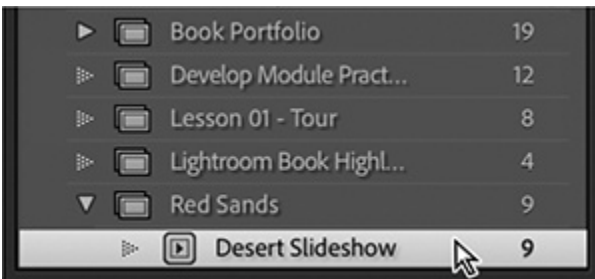 Book Portfolio 19
Develop Module Pract... 12
Lesson 01 - Tour 8
Lightroom Book Highl... 4
Red Sands 9
Desert Slideshow 9